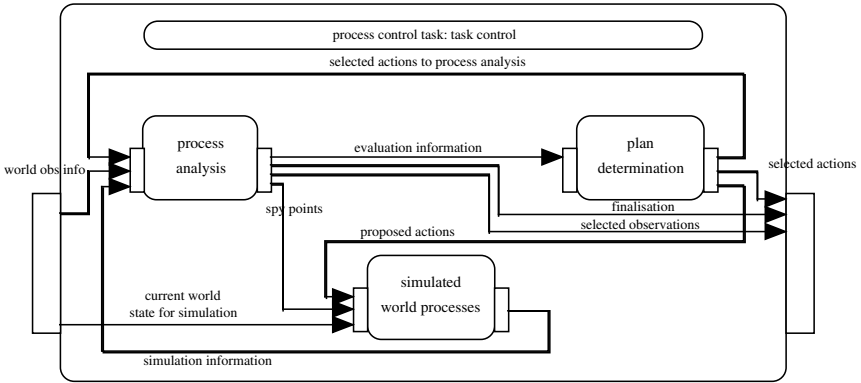 process control task: task control
selected actions to process analysis
process
analysis
evaluation information
plan
determination
world obs info
selected actions
spy points
finalisation
selected observations
proposed actions
simulated
world processes
current world
state for simulation
simulation information